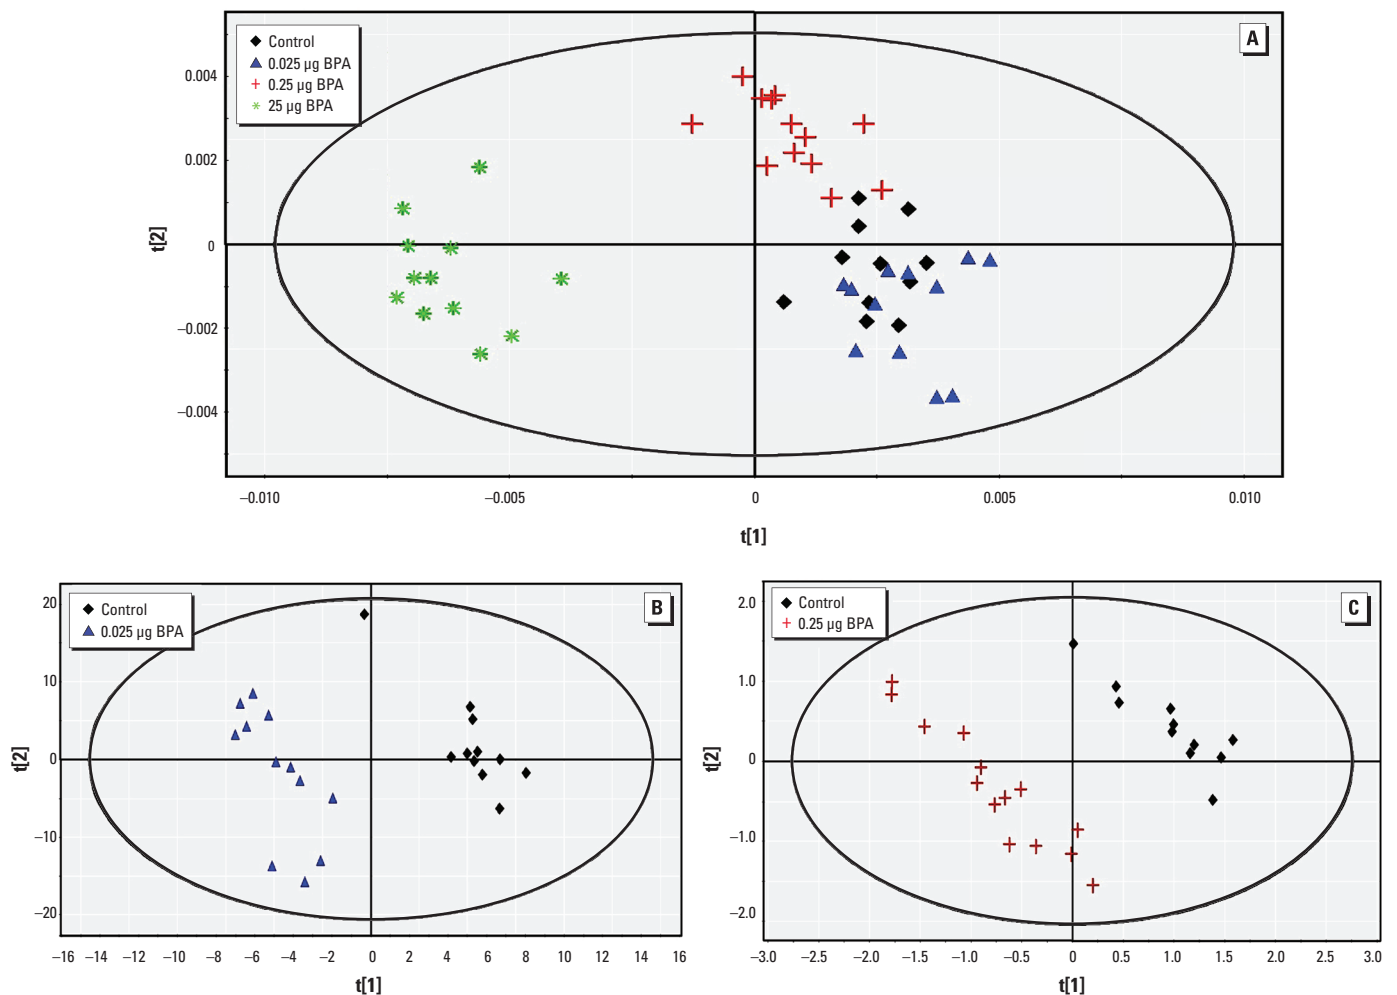 A
Control
0.025 µg BPA
0.25 µg BPA
25 µg BPA
0.004
0.002
0
−0.002
−0.004
t[2]
−0.010
−0.005
0
0.005
0.010
t[1]
B
Control
0.025 µg BPA
20
10
0
−10
−20
t[2]
−16 −14 −12 −10 −8 −6 −4 −2 0 2 4 6 8 10 12 14 16
t[1]
C
Control
0.25 µg BPA
2.0
1.0
0
−1.0
−2.0
t[2]
−3.0 −2.5 −2.0 −1.5 −1.0 −0.5 0 0.5 1.0 1.5 2.0 2.5 3.0
t[1]